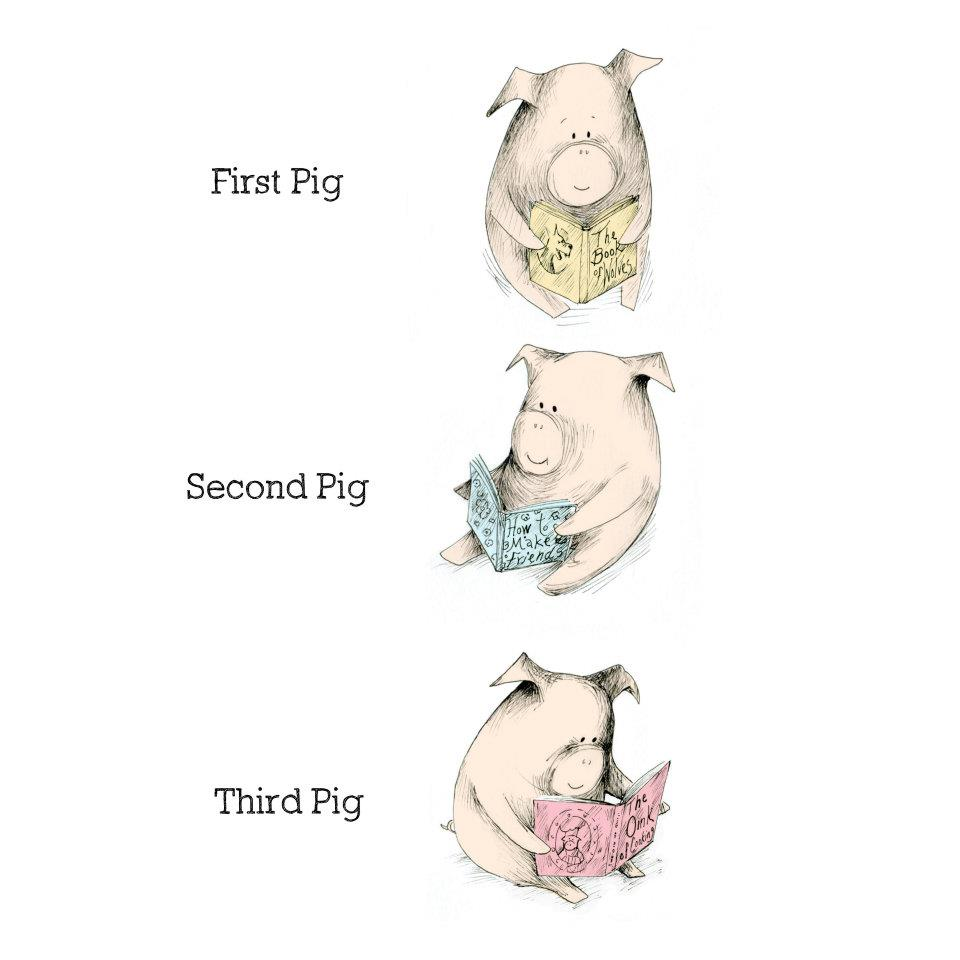 First Pig
The
Book
of Wolves
Second Pig
How to
Make
Friends
Third Pig
The
Oink
of Cooking